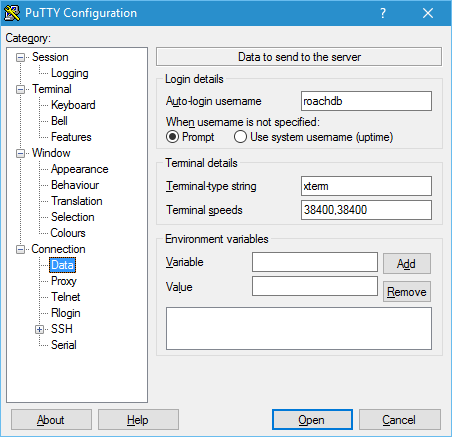 PuTTY Configuration
?
Category:
Session
Logging
Terminal
Keyboard
Bell
Features
Window
Appearance
Behaviour
Translation
Selection
Colours
Connection
Data
Proxy
Telnet
Rlogin
SSH
Serial
Data to send to the server
Login details
Auto-login username
roachdb
When username is not specified:
Prompt
Use system username (uptime)
Terminal details
Terminal-type string
xterm
Terminal speeds
38400,38400
Environment variables
Variable
Add
Value
Remove
About
Help
Open
Cancel